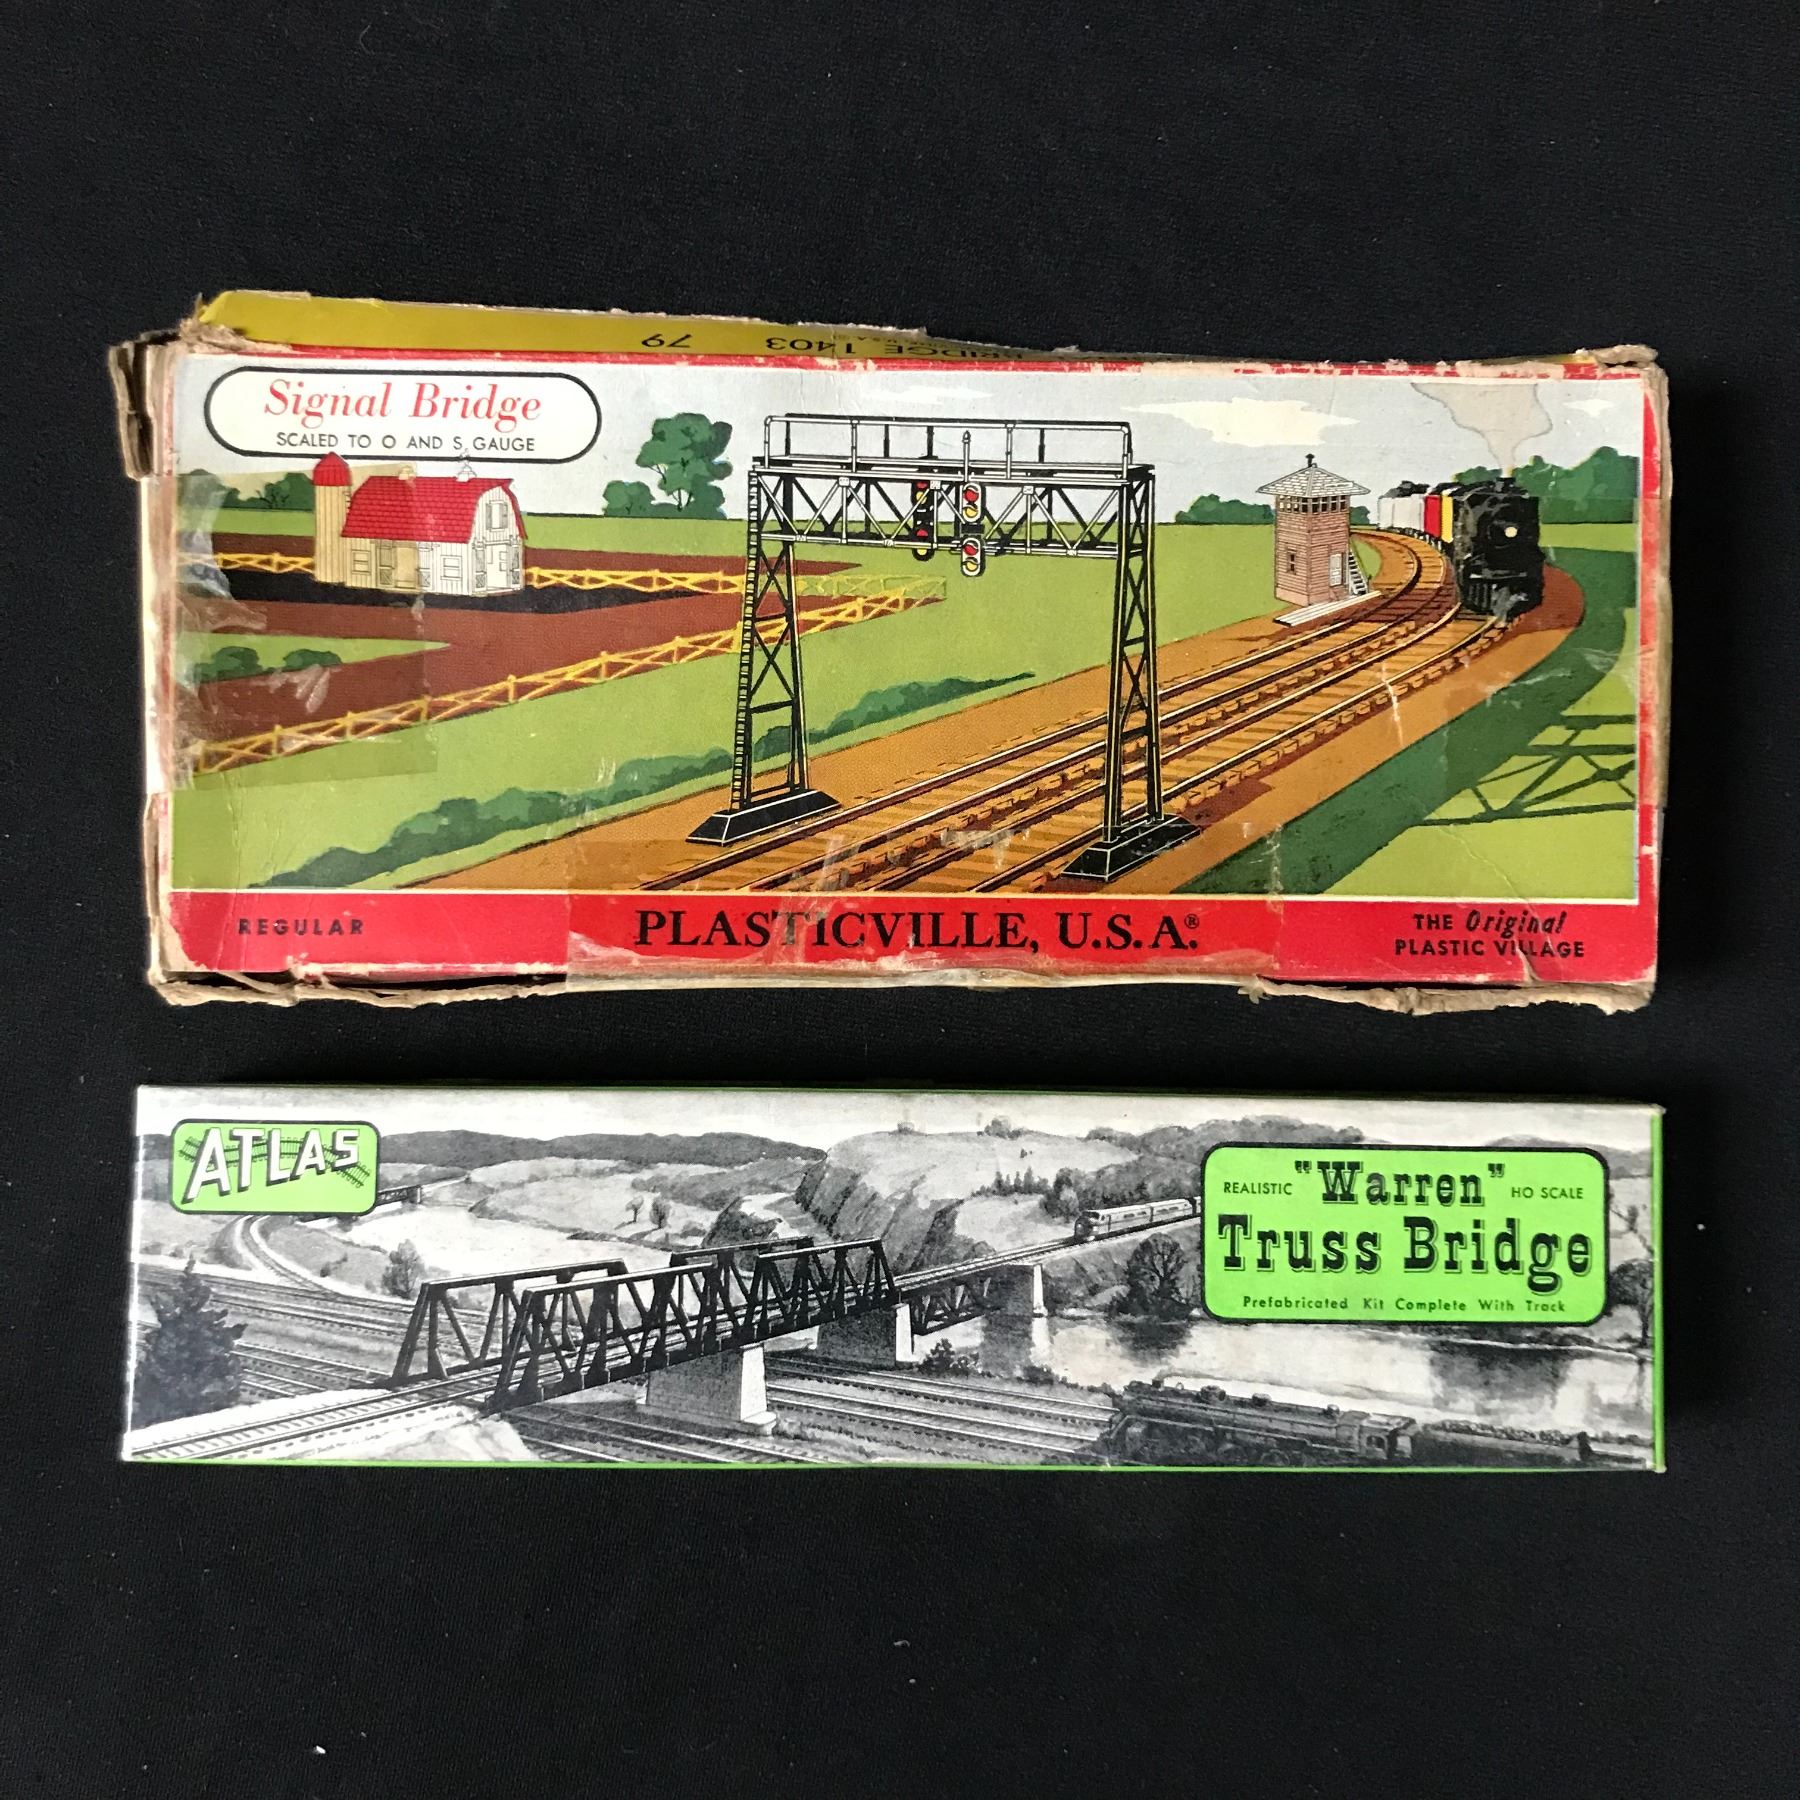 BRIDGE 1403
79
Signal Bridge
SCALED TO O AND S GAUGE
REGULAR
PLASTICVILLE, U.S.A.®
THE Original
PLASTIC VILLAGE
ATLAS
REALISTIC "Warren" HO SCALE
Truss Bridge
Prefabricated Kit Complete With Track